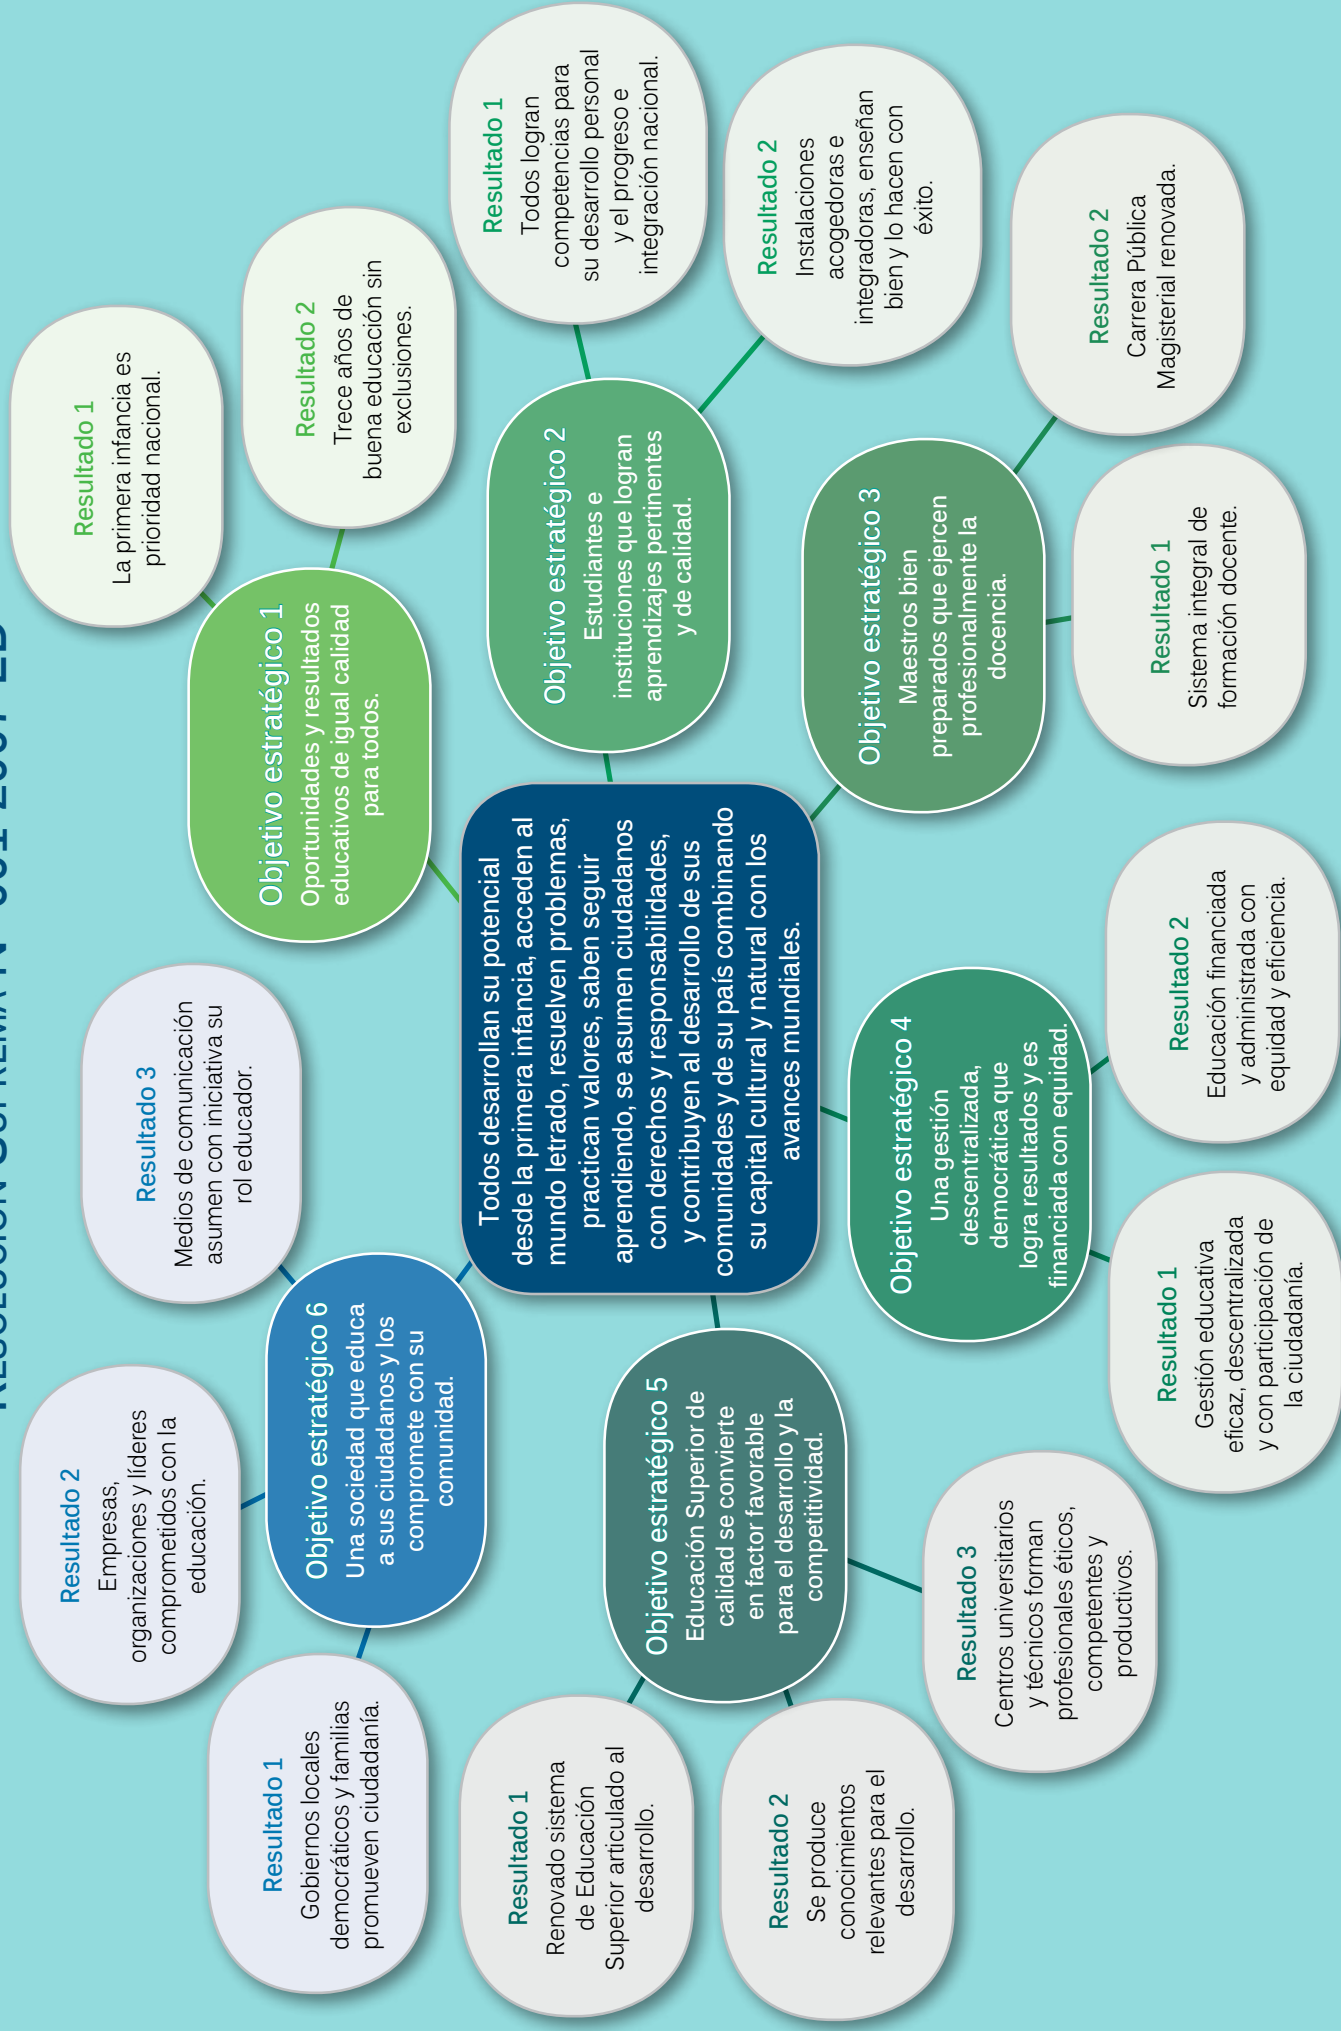 RESOLUCIÓN SUPREMA N° 001-2007-ED
Todos desarrollan su potencial
desde la primera infancia, acceden al
mundo letrado, resuelven problemas,
practican valores, saben seguir
aprendiendo, se asumen ciudadanos
con derechos y responsabilidades,
y contribuyen al desarrollo de sus
comunidades y de su país combinando
su capital cultural y natural con los
avances mundiales.
Objetivo estratégico 1
Oportunidades y resultados
educativos de igual calidad
para todos.
Resultado 1
La primera infancia es
prioridad nacional.
Resultado 2
Trece años de
buena educación sin
exclusiones.
Objetivo estratégico 2
Estudiantes e
instituciones que logran
aprendizajes pertinentes
y de calidad.
Resultado 1
Todos logran
competencias para
su desarrollo personal
y el progreso e
integración nacional.
Resultado 2
Instalaciones
acogedoras e
integradoras, enseñan
bien y lo hacen con
éxito.
Objetivo estratégico 3
Maestros bien
preparados que ejercen
profesionalmente la
docencia.
Resultado 1
Sistema integral de
formación docente.
Resultado 2
Carrera Pública
Magisterial renovada.
Objetivo estratégico 4
Una gestión
descentralizada,
democrática que
logra resultados y es
financiada con equidad.
Resultado 1
Gestión educativa
eficaz, descentralizada
y con participación de
la ciudadanía.
Resultado 2
Educación financiada
y administrada con
equidad y eficiencia.
Objetivo estratégico 5
Educación Superior de
calidad se convierte
en factor favorable
para el desarrollo y la
competitividad.
Resultado 1
Renovado sistema
de Educación
Superior articulado al
desarrollo.
Resultado 2
Se produce
conocimientos
relevantes para el
desarrollo.
Resultado 3
Centros universitarios
y técnicos forman
profesionales éticos,
competentes y
productivos.
Objetivo estratégico 6
Una sociedad que educa
a sus ciudadanos y los
compromete con su
comunidad.
Resultado 1
Gobiernos locales
democráticos y familias
promueven ciudadanía.
Resultado 2
Empresas,
organizaciones y líderes
comprometidos con la
educación.
Resultado 3
Medios de comunicación
asumen con iniciativa su
rol educador.